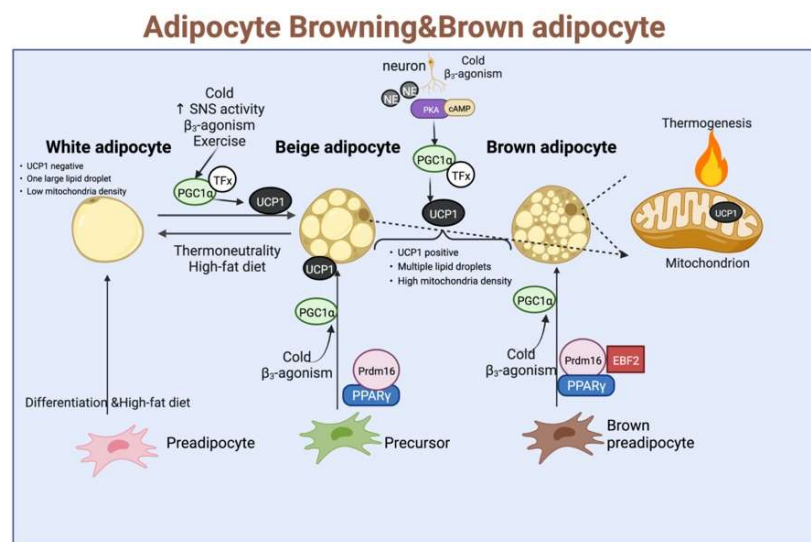 Adipocyte Browning&Brown adipocyte
neuron
Cold
β₃-agonism
NE
NE
PKA
cAMP
Cold
↑ SNS activity
β₃-agonism
Exercise
White adipocyte
• UCP1 negative
• One large lipid droplet
• Low mitochondria density
PGC1α
TFx
UCP1
Beige adipocyte
PGC1α
TFx
UCP1
Brown adipocyte
Thermogenesis
UCP1
Mitochondrion
Thermoneutrality
High-fat diet
UCP1
• UCP1 positive
• Multiple lipid droplets
• High mitochondria density
PGC1α
Cold
β₃-agonism
Prdm16
PPARγ
PGC1α
Cold
β₃-agonism
Prdm16
EBF2
PPARγ
Differentiation &High-fat diet
Preadipocyte
Precursor
Brown
preadipocyte